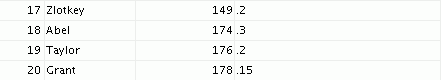 17 Zlotkey 149 .2
18 Abel 174 .3
19 Taylor 176 .2
20 Grant 178 .15